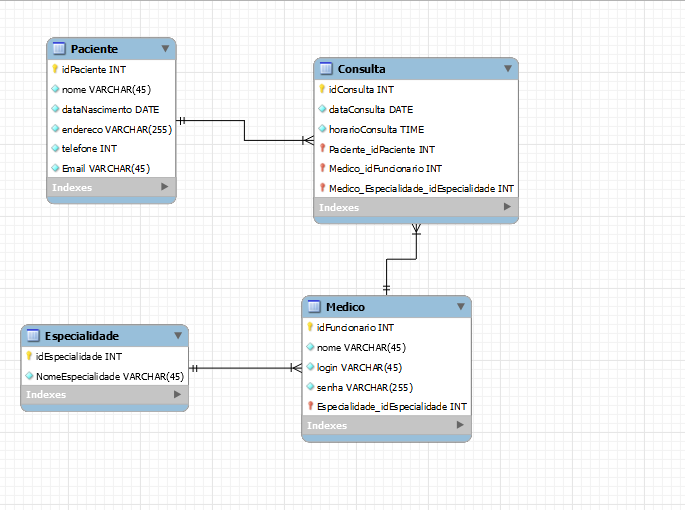 Paciente
idPaciente INT
nome VARCHAR(45)
dataNascimento DATE
endereco VARCHAR(255)
telefone INT
Email VARCHAR(45)
Indexes
Consulta
idConsulta INT
dataConsulta DATE
horarioConsulta TIME
Paciente_idPaciente INT
Medico_idFuncionario INT
Medico_Especialidade_idEspecialidade INT
Indexes
Especialidade
idEspecialidade INT
NomeEspecialidade VARCHAR(45)
Indexes
Medico
idFuncionario INT
nome VARCHAR(45)
login VARCHAR(45)
senha VARCHAR(255)
Especialidade_idEspecialidade INT
Indexes